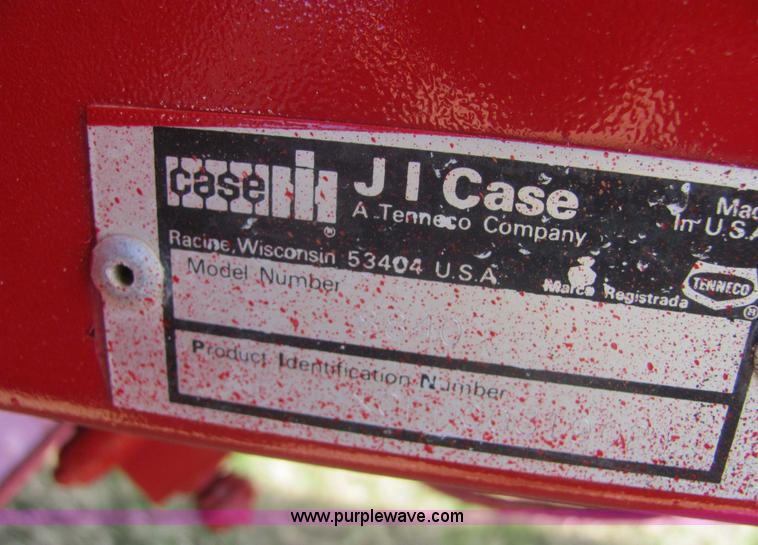 case IH
J I Case
A Tenneco Company
Made
In U.S.A
®
Racine, Wisconsin 53404 U.S.A.
Marca Registrada
TENNECO
®
Model Number
Product Identification Number
www.purplewave.com